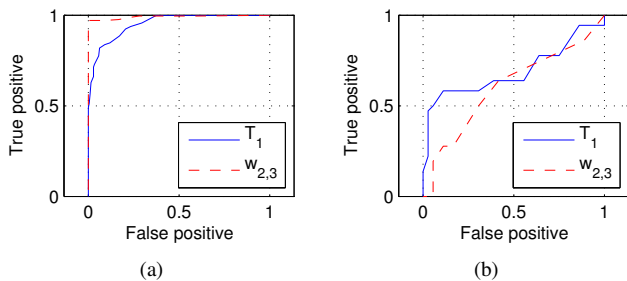 True positive
1
0.5
0
0
0.5
1
False positive
T1
w2,3
(a)
True positive
1
0.5
0
0
0.5
1
False positive
T1
w2,3
(b)